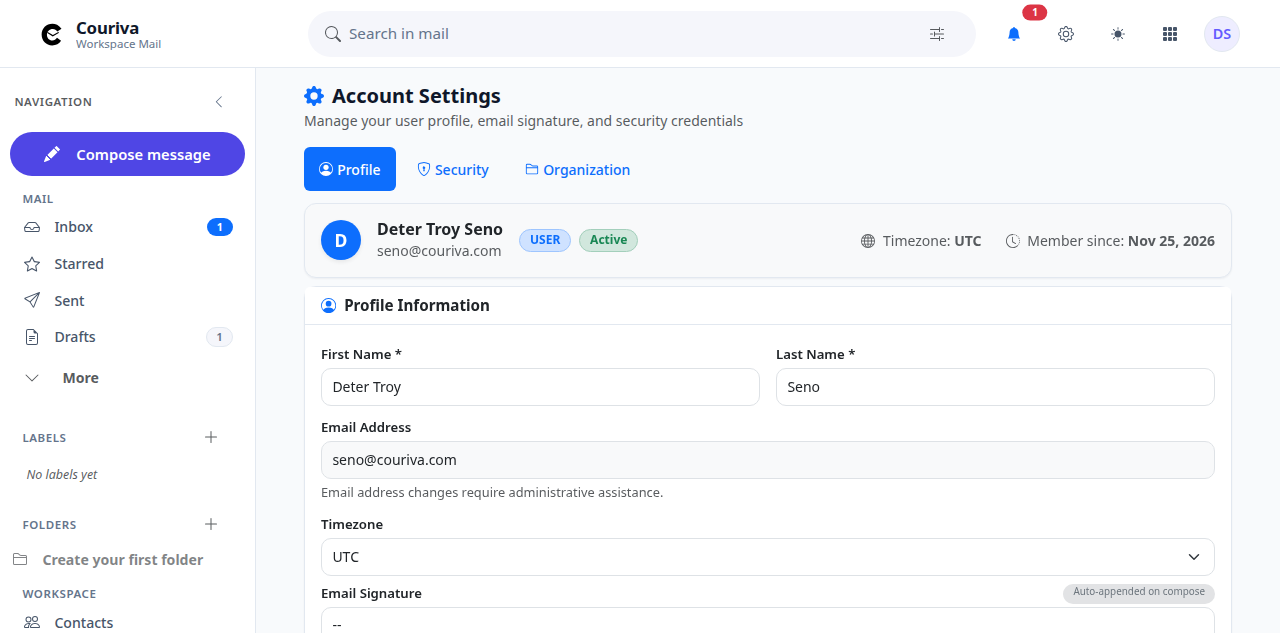 Couriva
Workspace Mail
Search in mail
1
DS
NAVIGATION
Compose message
MAIL
Inbox 1
Starred
Sent
Drafts 1
More
LABELS
No labels yet
FOLDERS
Create your first folder
WORKSPACE
Contacts
Account Settings
Manage your user profile, email signature, and security credentials
Profile Security Organization
D
Deter Troy Seno
seno@couriva.com
USER Active
Timezone: UTC Member since: Nov 25, 2026
Profile Information
First Name * Last Name *
Deter Troy Seno
Email Address
seno@couriva.com
Email address changes require administrative assistance.
Timezone
UTC
Email Signature Auto-appended on compose
--